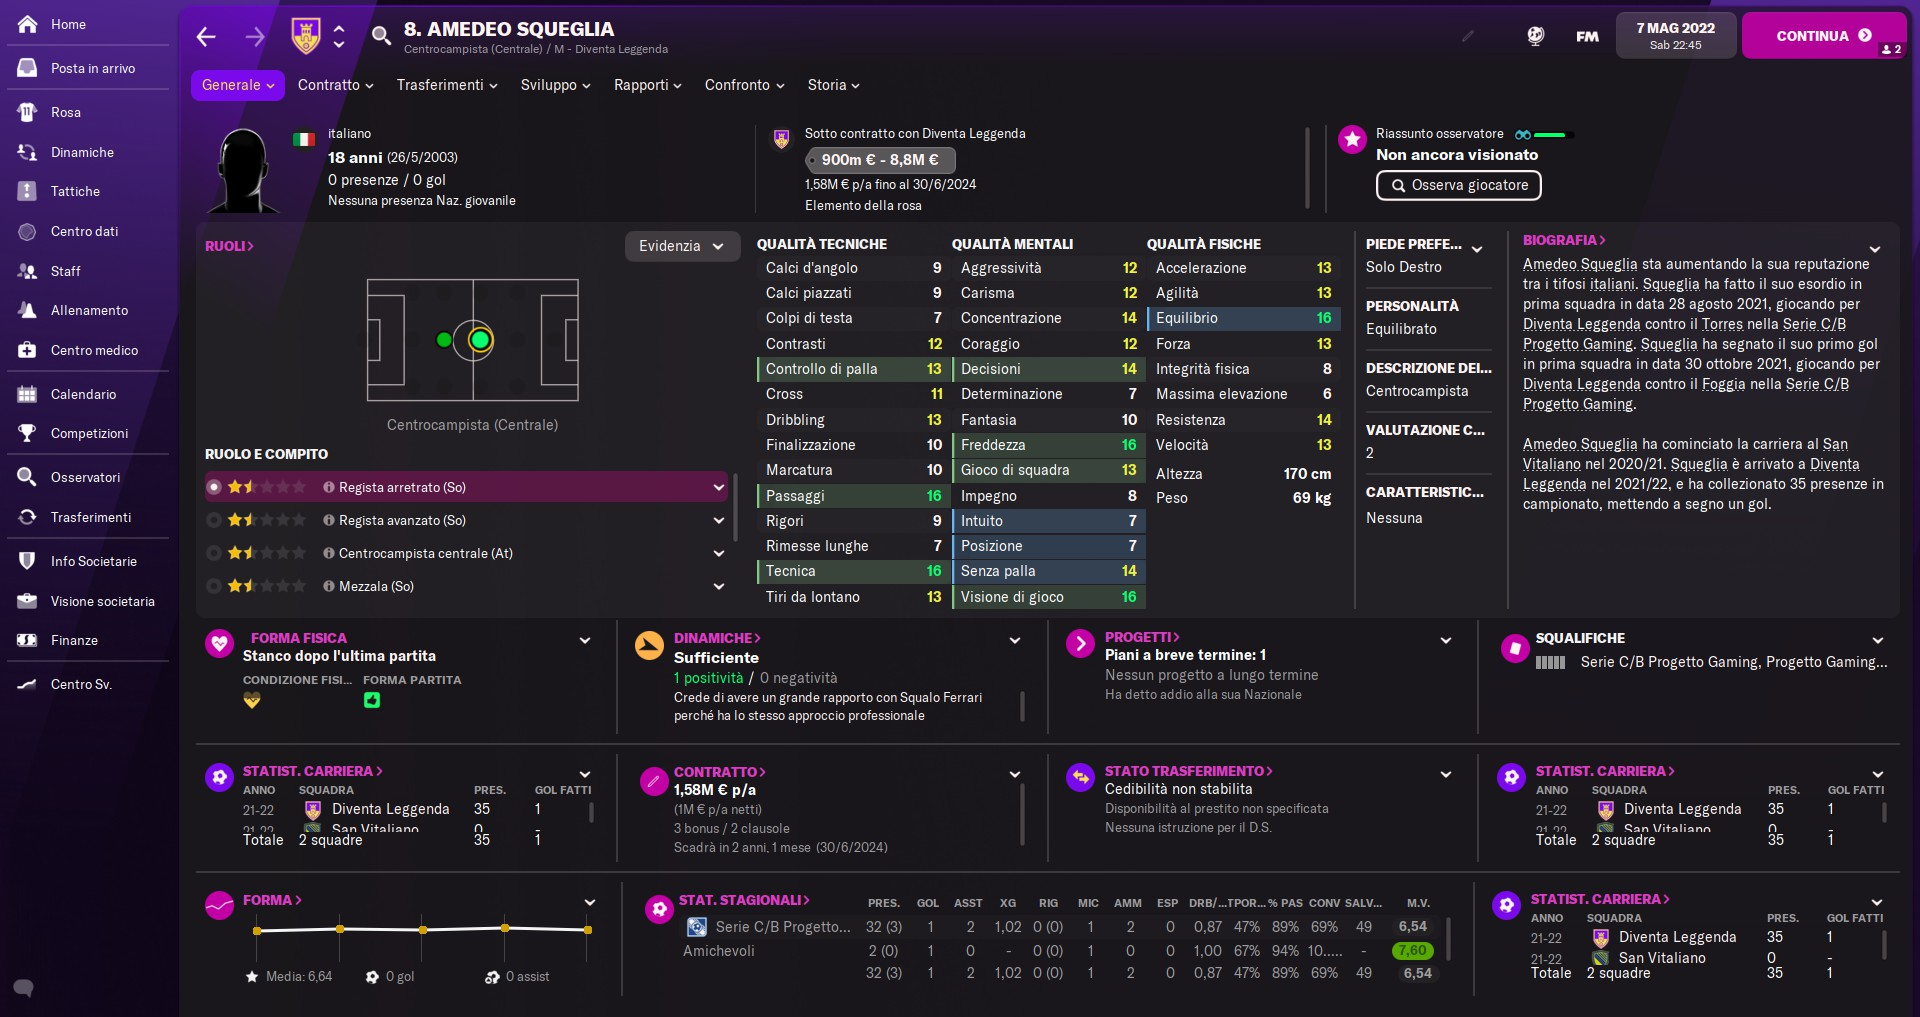 Home
Posta in arrivo
Rosa
Dinamiche
Tattiche
Centro dati
Staff
Allenamento
Centro medico
Calendario
Competizioni
Osservatori
Trasferimenti
Info Societarie
Visione societaria
Finanze
Centro Sv.
8. AMEDEO SQUEGLIA
Centrocampista (Centrale) / M - Diventa Leggenda
FM
7 MAG 2022
Sab 22:45
CONTINUA
2
Generale
Contratto
Trasferimenti
Sviluppo
Rapporti
Confronto
Storia
italiano
18 anni (26/5/2003)
0 presenze / 0 gol
Nessuna presenza Naz. giovanile
Sotto contratto con Diventa Leggenda
900m € - 8,8M €
1,58M € p/a fino al 30/6/2024
Elemento della rosa
Riassunto osservatore
Non ancora visionato
Osserva giocatore
RUOLI
Evidenzia
Centrocampista (Centrale)
RUOLO E COMPITO
Regista arretrato (So)
Regista avanzato (So)
Centrocampista centrale (At)
Mezzala (So)
QUALITÀ TECNICHE
Calci d'angolo 9
Calci piazzati 9
Colpi di testa 7
Contrasti 12
Controllo di palla 13
Cross 11
Dribbling 13
Finalizzazione 10
Marcatura 10
Passaggi 16
Rigori 9
Rimesse lunghe 7
Tecnica 16
Tiri da lontano 13
QUALITÀ MENTALI
Aggressività 12
Carisma 12
Concentrazione 14
Coraggio 12
Decisioni 14
Determinazione 7
Fantasia 10
Freddezza 16
Gioco di squadra 13
Impegno 8
Intuito 7
Posizione 7
Senza palla 14
Visione di gioco 16
QUALITÀ FISICHE
Accelerazione 13
Agilità 13
Equilibrio 16
Forza 13
Integrità fisica 8
Massima elevazione 6
Resistenza 14
Velocità 13
Altezza 170 cm
Peso 69 kg
PIEDE PREFE...
Solo Destro
PERSONALITÀ
Equilibrato
DESCRIZIONE DEI...
Centrocampista
VALUTAZIONE C...
2
CARATTERISTIC...
Nessuna
BIOGRAFIA
Amedeo Squeglia sta aumentando la sua reputazione
tra i tifosi italiani. Squeglia ha fatto il suo esordio in
prima squadra in data 28 agosto 2021, giocando per
Diventa Leggenda contro il Torres nella Serie C/B
Progetto Gaming. Squeglia ha segnato il suo primo gol
in prima squadra in data 30 ottobre 2021, giocando per
Diventa Leggenda contro il Foggia nella Serie C/B
Progetto Gaming.
Amedeo Squeglia ha cominciato la carriera al San
Vitaliano nel 2020/21. Squeglia è arrivato a Diventa
Leggenda nel 2021/22, e ha collezionato 35 presenze in
campionato, mettendo a segno un gol.
FORMA FISICA
Stanco dopo l'ultima partita
CONDIZIONE FISI... FORMA PARTITA
DINAMICHE
Sufficiente
1 positività / 0 negatività
Crede di avere un grande rapporto con Squalo Ferrari
perché ha lo stesso approccio professionale
PROGETTI
Piani a breve termine: 1
Nessun progetto a lungo termine
Ha detto addio alla sua Nazionale
SQUALIFICHE
Serie C/B Progetto Gaming, Progetto Gaming...
STATIST. CARRIERA
ANNO SQUADRA PRES. GOL FATTI
21-22 Diventa Leggenda 35 1
21-22 San Vitaliano 0 -
Totale 2 squadre 35 1
CONTRATTO
1,58M € p/a
(1M € p/a netti)
3 bonus / 2 clausole
Scadrà in 2 anni, 1 mese (30/6/2024)
STATO TRASFERIMENTO
Cedibilità non stabilita
Disponibilità al prestito non specificata
Nessuna istruzione per il D.S.
STATIST. CARRIERA
ANNO SQUADRA PRES. GOL FATTI
21-22 Diventa Leggenda 35 1
21-22 San Vitaliano 0 -
Totale 2 squadre 35 1
FORMA
Media: 6,64
0 gol
0 assist
STAT. STAGIONALI
PRES. GOL ASST XG RIG MIC AMM ESP DRB/... TPOR... % PAS CONV SALV... M.V.
Serie C/B Progetto... 32 (3) 1 2 1,02 0 (0) 1 2 0 0,87 47% 89% 69% 49 6,54
Amichevoli 2 (0) 1 0 - 0 (0) 1 0 0 1,00 67% 94% 10..... - 7,60
32 (3) 1 2 1,02 0 (0) 1 2 0 0,87 47% 89% 69% 49 6,54
STATIST. CARRIERA
ANNO SQUADRA PRES. GOL FATTI
21-22 Diventa Leggenda 35 1
21-22 San Vitaliano 0 -
Totale 2 squadre 35 1